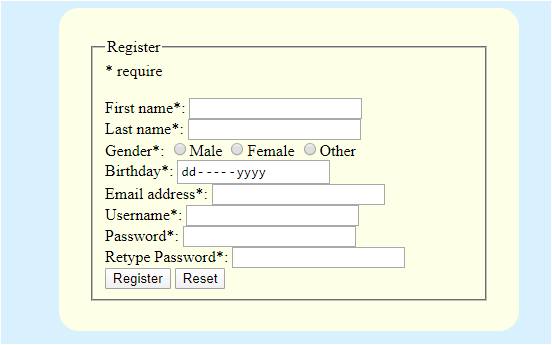 Register
* require
First name*:
Last name*:
Gender*: Male Female Other
Birthday*: dd-----yyyy
Email address*:
Username*:
Password*:
Retype Password*:
Register Reset